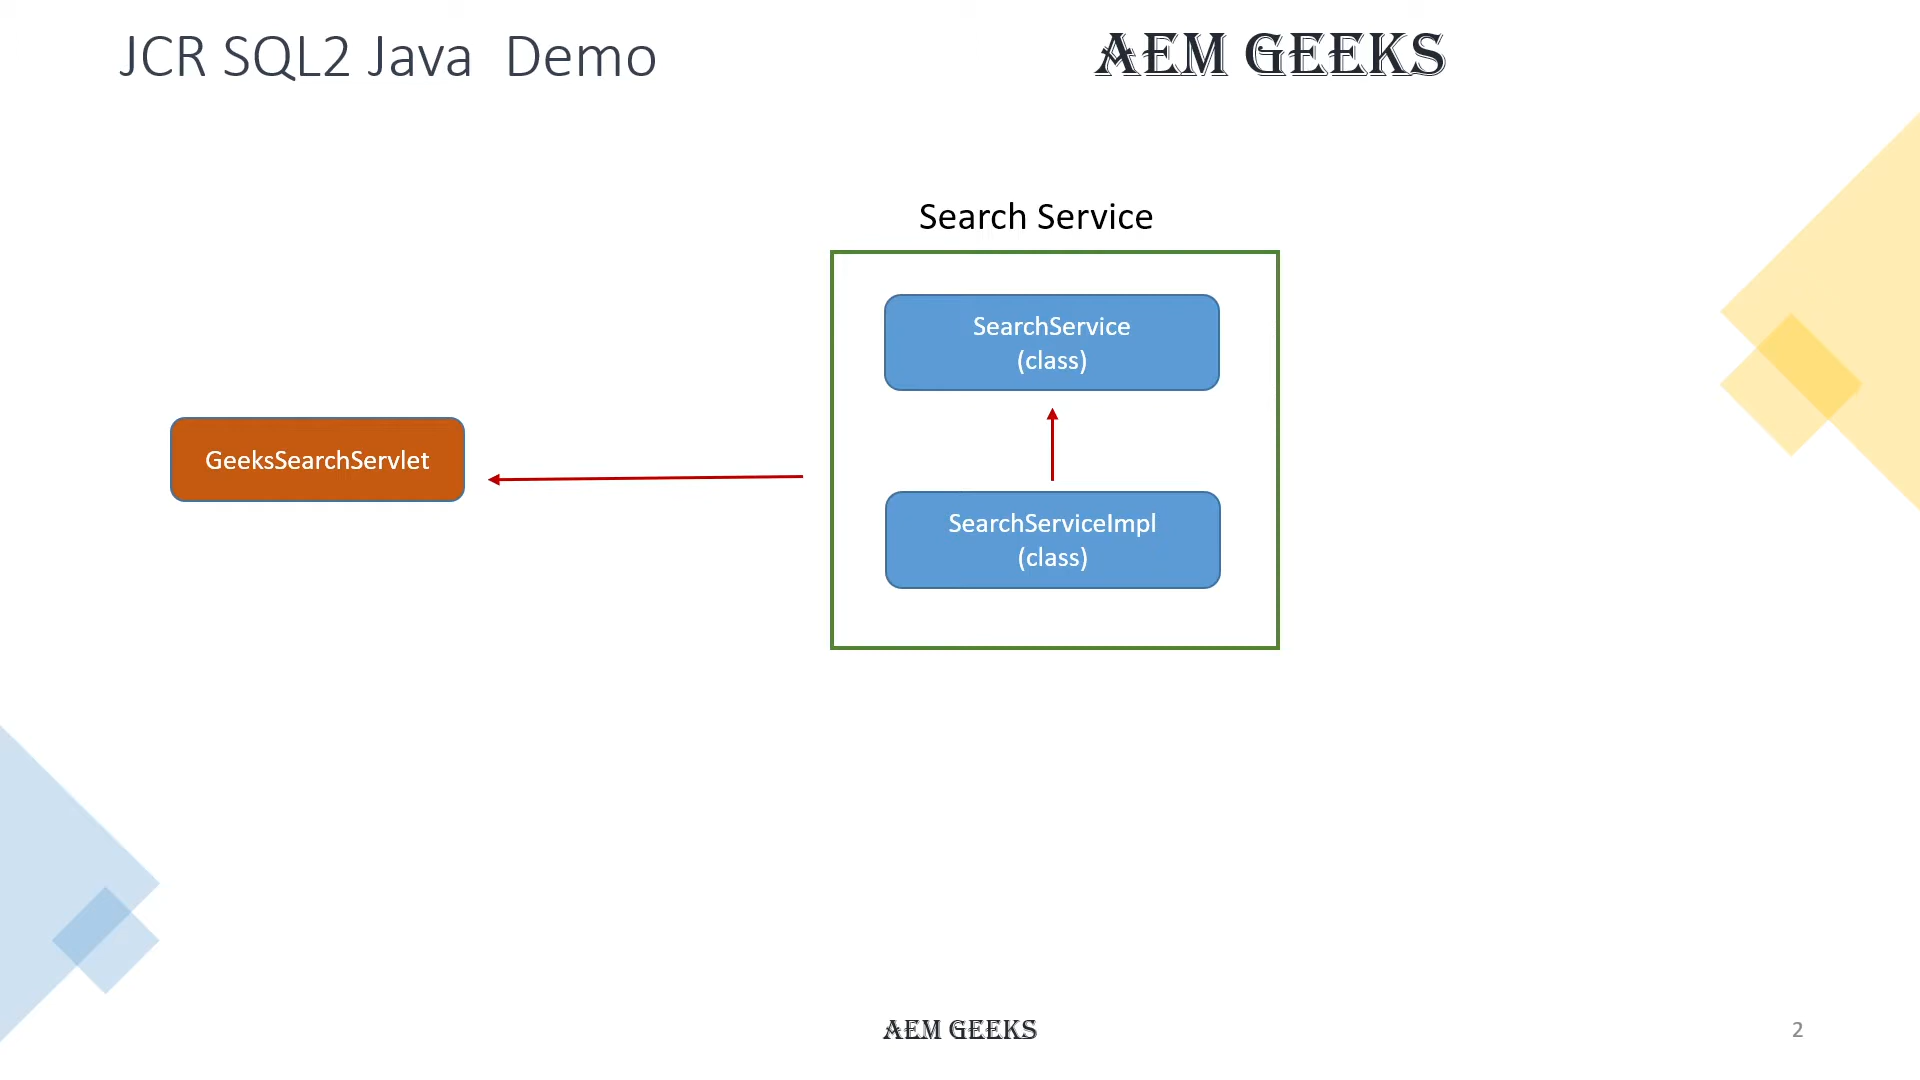 JCR SQL2 Java Demo
AEM GEEKS
Search Service
SearchService
(class)
GeeksSearchServlet
SearchServiceImpl
(class)
AEM GEEKS
2